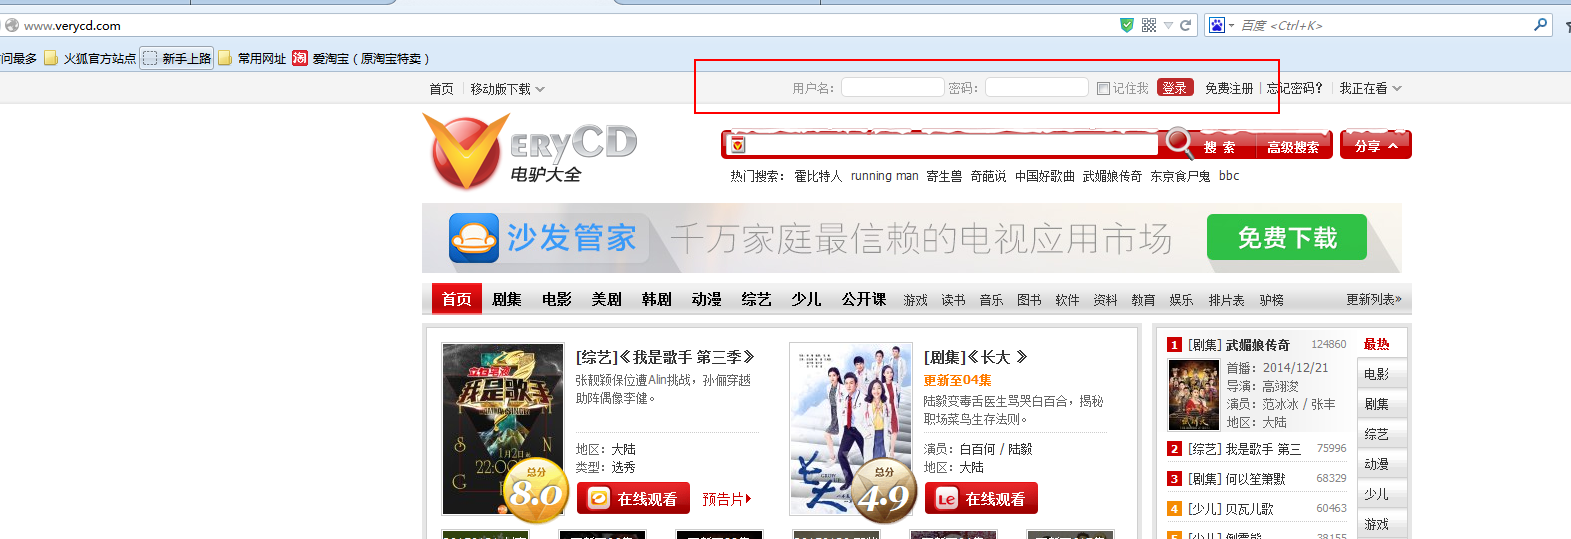 www.verycd.com
百度 <Ctrl+K>
问最多 火狐官方站点 新手上路 常用网址 淘 爱淘宝（原淘宝特卖）
首页 移动版下载 用户名： 密码： 记住我 登录 免费注册 忘记密码? 我正在看
VERYCD
电驴大全
搜 索 高级搜索 分享
热门搜索： 霍比特人 running man 寄生兽 奇葩说 中国好歌曲 武媚娘传奇 东京食尸鬼 bbc
沙发管家 千万家庭最信赖的电视应用市场 免费下载
首页 剧集 电影 美剧 韩剧 动漫 综艺 少儿 公开课 游戏 读书 音乐 图书 软件 资料 教育 娱乐 排片表 驴榜 更新列表»
[综艺]《我是歌手 第三季》
张靓颖保位遭Alin挑战，孙俪穿越
助阵偶像李健。
地区：大陆
类型：选秀
在线观看 预告片
我是歌手
1月2日起
22:00
总分
8.0
[剧集]《长大 》
更新至04集
陆毅变毒舌医生骂哭白百合，揭秘
职场菜鸟生存法则。
演员：白百何 / 陆毅
地区：大陆
Le 在线观看
长大
总分
4.9
1 [剧集] 武媚娘传奇 124860
首播：2014/12/21
导演：高翊浚
演员：范冰冰 / 张丰
地区：大陆
2 [综艺] 我是歌手 第三 75996
3 [剧集] 何以笙箫默 68329
4 [少儿] 贝瓦儿歌 60463
38155
最热
电影
剧集
综艺
动漫
少儿
游戏